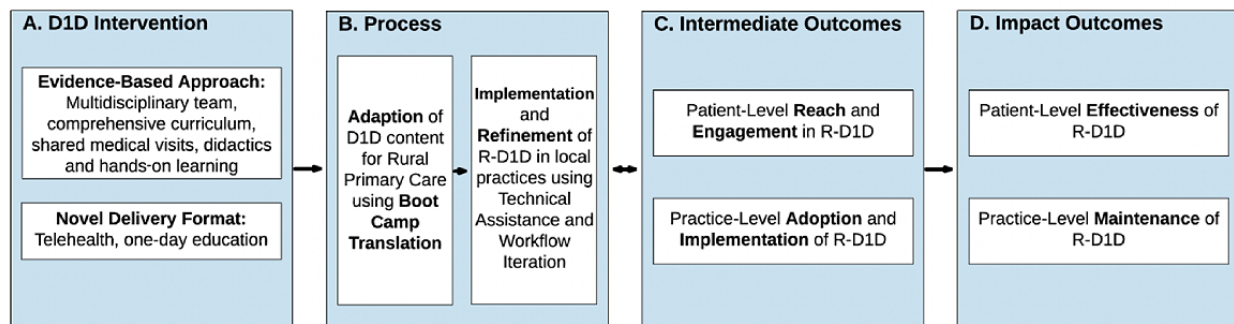 A. D1D Intervention
Evidence-Based Approach:
Multidisciplinary team,
comprehensive curriculum,
shared medical visits, didactics
and hands-on learning
Novel Delivery Format:
Telehealth, one-day education
B. Process
Adaption of
D1D content
for Rural
Primary Care
using Boot
Camp
Translation
Implementation
and
Refinement of
R-D1D in local
practices using
Technical
Assistance and
Workflow
Iteration
C. Intermediate Outcomes
Patient-Level Reach and
Engagement in R-D1D
Practice-Level Adoption and
Implementation of R-D1D
D. Impact Outcomes
Patient-Level Effectiveness of
R-D1D
Practice-Level Maintenance of
R-D1D